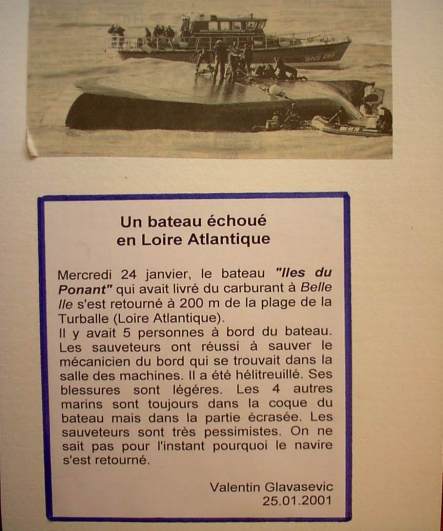 Un bateau échoué
en Loire Atlantique
Mercredi 24 janvier, le bateau "Iles du
Ponant" qui avait livré du carburant à Belle
Ile s'est retourné à 200 m de la plage de la
Turballe (Loire Atlantique).
Il y avait 5 personnes à bord du bateau.
Les sauveteurs ont réussi à sauver le
mécanicien du bord qui se trouvait dans la
salle des machines. Il a été hélitreuillé. Ses
blessures sont légéres. Les 4 autres
marins sont toujours dans la coque du
bateau mais dans la partie écrasée. Les
sauveteurs sont très pessimistes. On ne
sait pas pour l'instant pourquoi le navire
s'est retourné.
Valentin Glavasevic
25.01.2001